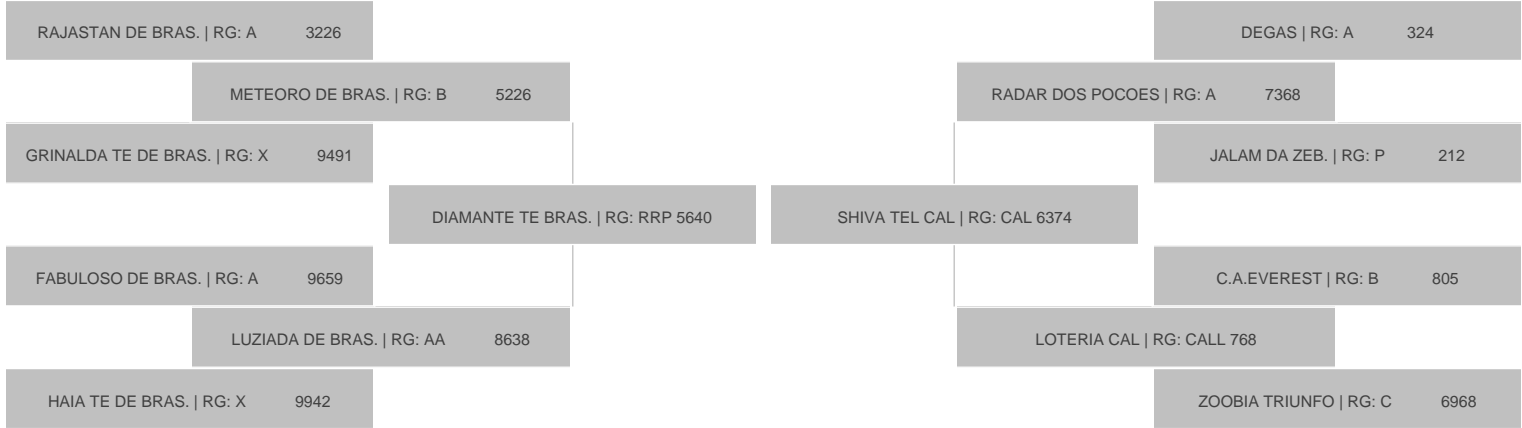 RAJASTAN DE BRAS. | RG: A 3226
DEGAS | RG: A 324
METEORO DE BRAS. | RG: B 5226
RADAR DOS POCOES | RG: A 7368
GRINALDA TE DE BRAS. | RG: X 9491
JALAM DA ZEB. | RG: P 212
DIAMANTE TE BRAS. | RG: RRP 5640
SHIVA TEL CAL | RG: CAL 6374
FABULOSO DE BRAS. | RG: A 9659
C.A.EVEREST | RG: B 805
LUZIADA DE BRAS. | RG: AA 8638
LOTERIA CAL | RG: CALL 768
HAIA TE DE BRAS. | RG: X 9942
ZOOBIA TRIUNFO | RG: C 6968